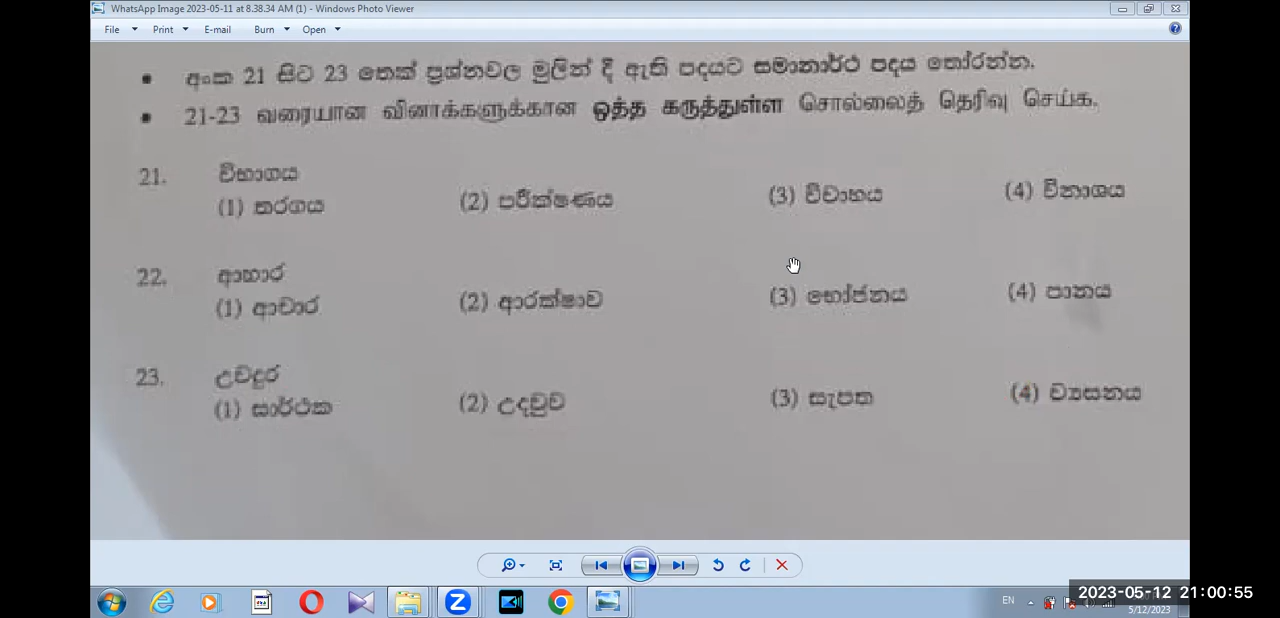 WhatsApp Image 2023-05-11 at 8.38.34 AM (1) - Windows Photo Viewer
File Print E-mail Burn Open
• අංක 21 සිට 23 තෙක් ප්‍රශ්නවල මුලින් දී ඇති පදයට සමානාර්ථ පදය තෝරන්න.
• 21-23 வரையான வினாக்களுக்கான ஒத்த கருத்துள்ள சொல்லைத் தெரிவு செய்க.
21. විභාගය
(1) තරගය (2) පරීක්ෂණය (3) විවාහය (4) විනාශය
22. ආහාර
(1) ආචාර (2) ආරක්ෂාව (3) භෝජනය (4) පානය
23. උවදුර
(1) සාර්ථක (2) උදව්ව (3) සැපත (4) ව්‍යසනය
EN
2023-05-12 21:00:55
5/12/2023